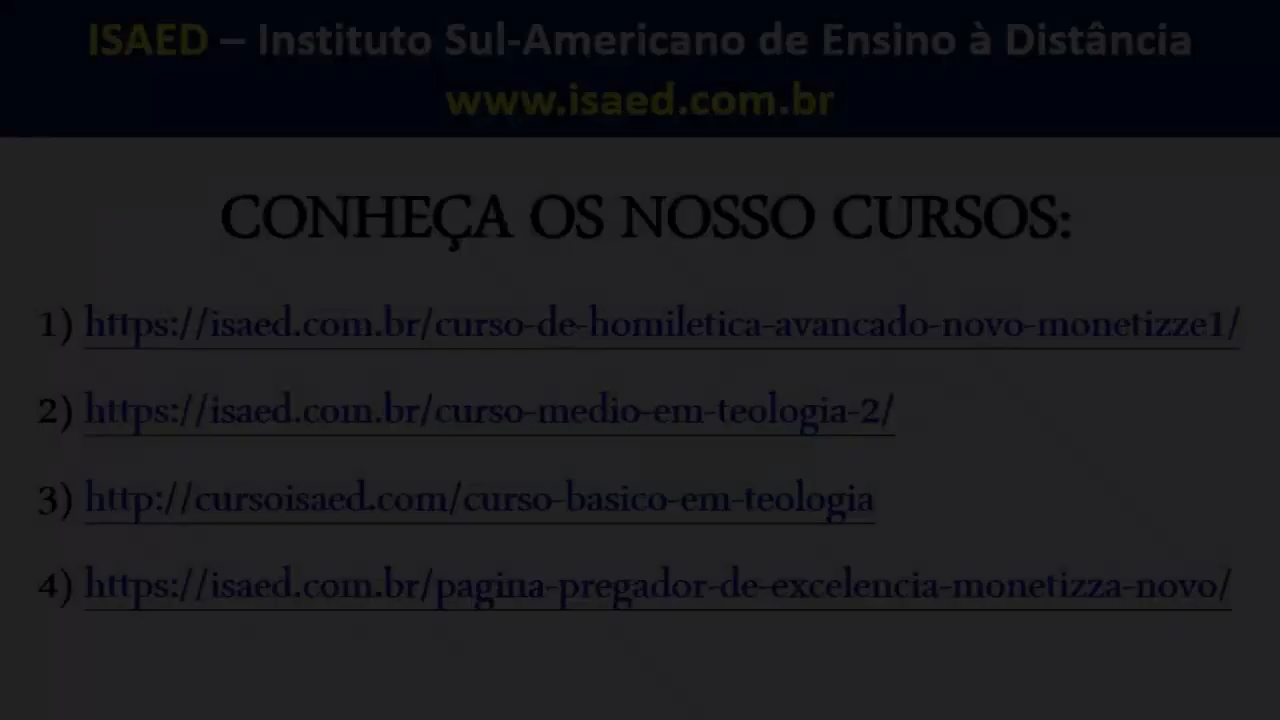 ISAED – Instituto Sul-Americano de Ensino à Distância
www.isaed.com.br
CONHEÇA OS NOSSO CURSOS:
1) https://isaed.com.br/curso-de-homiletica-avancado-novo-monetizze1/
2) https://isaed.com.br/curso-medio-em-teologia-2/
3) http://cursoisaed.com/curso-basico-em-teologia
4) https://isaed.com.br/pagina-pregador-de-excelencia-monetizza-novo/